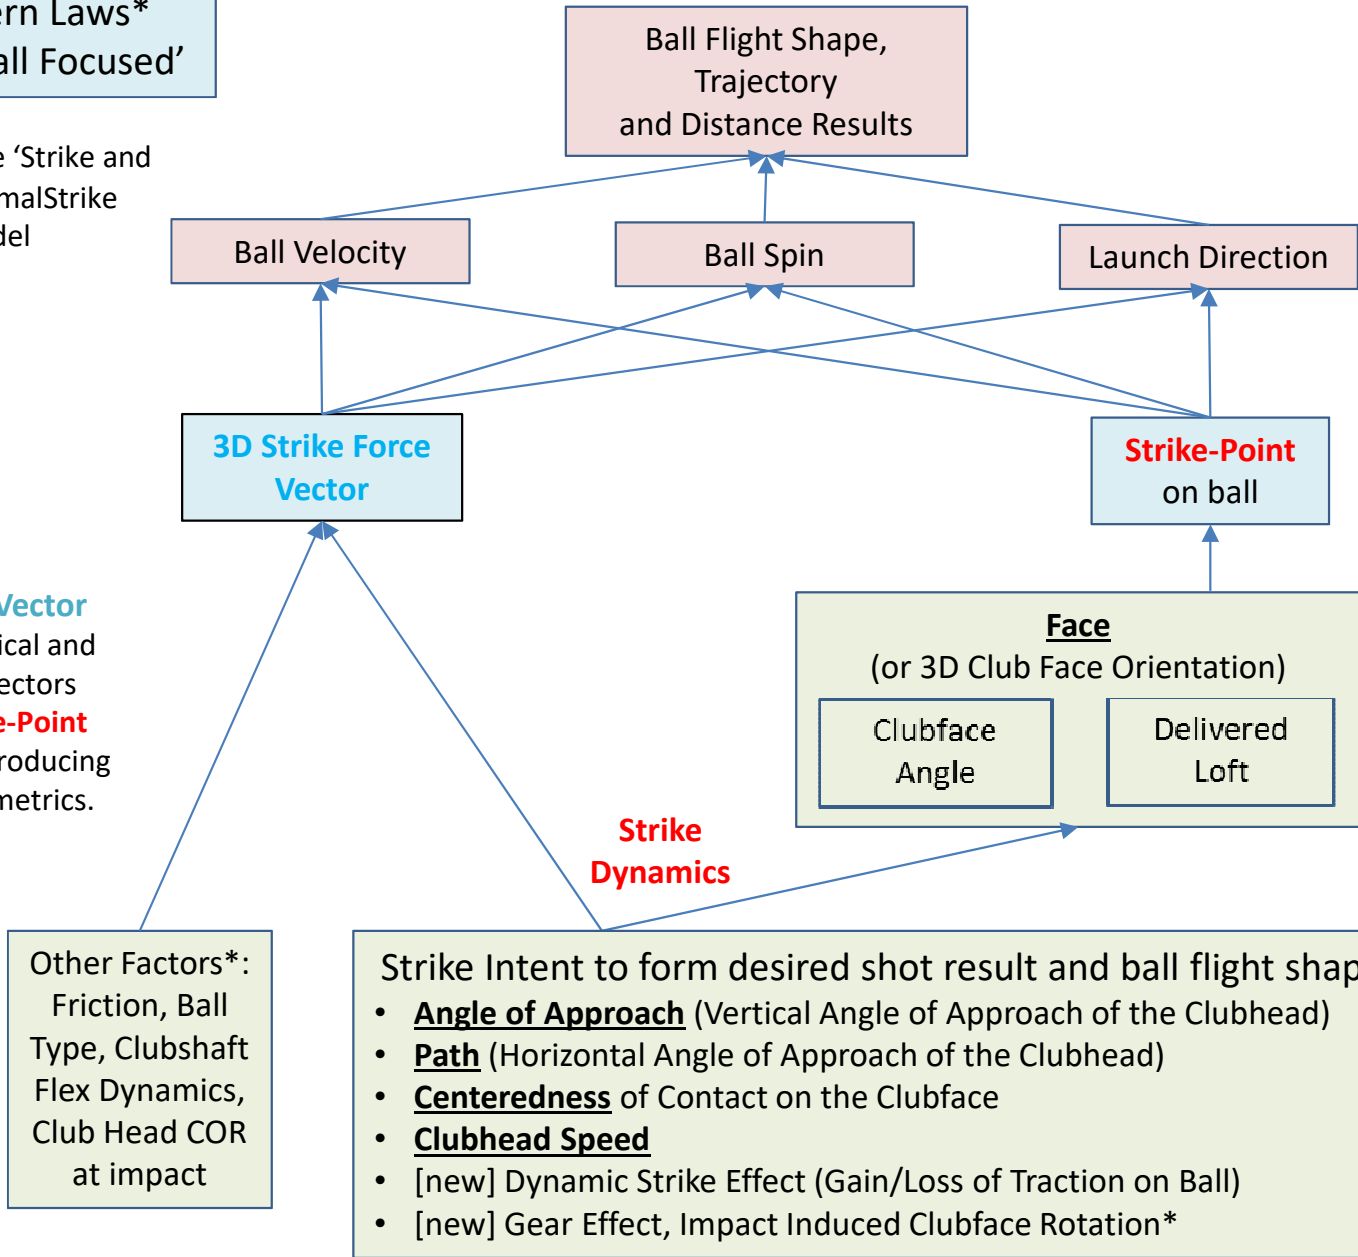 ern Laws*
all Focused’
e ‘Strike and
malStrike
del
Ball Flight Shape,
Trajectory
and Distance Results
Ball Velocity
Ball Spin
Launch Direction
3D Strike Force
Vector
Strike-Point
on ball
Vector
ical and
ectors
e-Point
roducing
metrics.
Face
(or 3D Club Face Orientation)
Clubface
Angle
Delivered
Loft
Strike
Dynamics
Other Factors*:
Friction, Ball
Type, Clubshaft
Flex Dynamics,
Club Head COR
at impact
Strike Intent to form desired shot result and ball flight shap
• Angle of Approach (Vertical Angle of Approach of the Clubhead)
• Path (Horizontal Angle of Approach of the Clubhead)
• Centeredness of Contact on the Clubface
• Clubhead Speed
• [new] Dynamic Strike Effect (Gain/Loss of Traction on Ball)
• [new] Gear Effect, Impact Induced Clubface Rotation*